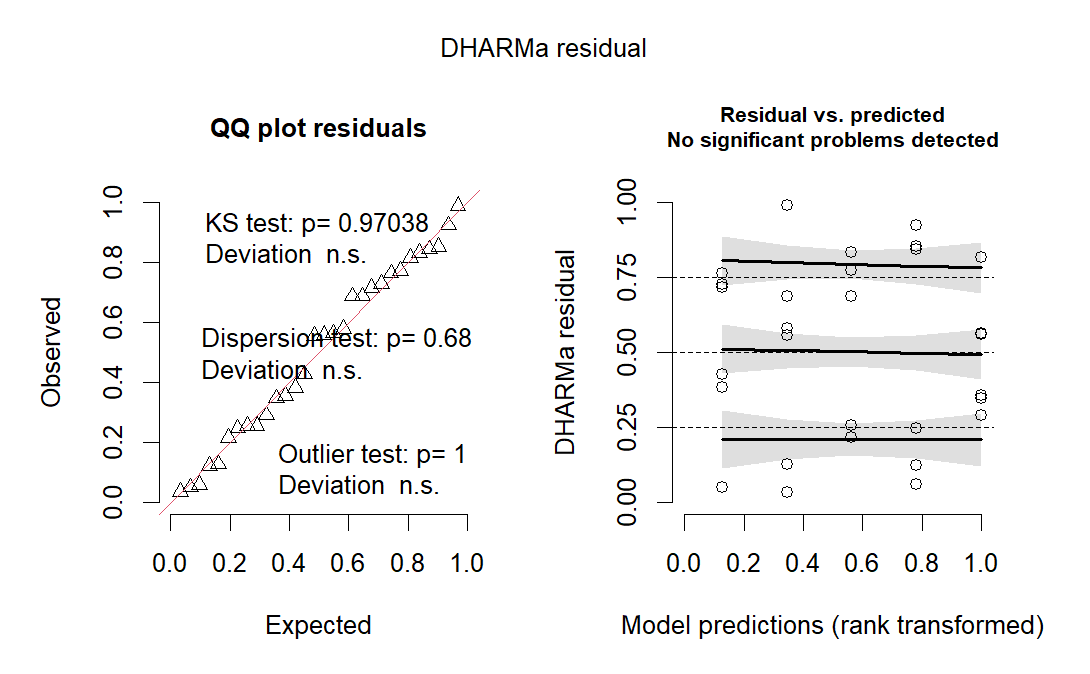 DHARMa residual
QQ plot residuals
KS test: p= 0.97038
Deviation  n.s.
Dispersion test: p= 0.68
Deviation  n.s.
Outlier test: p= 1
Deviation  n.s.
Observed
0.0 0.2 0.4 0.6 0.8 1.0
0.0 0.2 0.4 0.6 0.8 1.0
Expected
Residual vs. predicted
No significant problems detected
DHARMa residual
0.00 0.25 0.50 0.75 1.00
0.0 0.2 0.4 0.6 0.8 1.0
Model predictions (rank transformed)